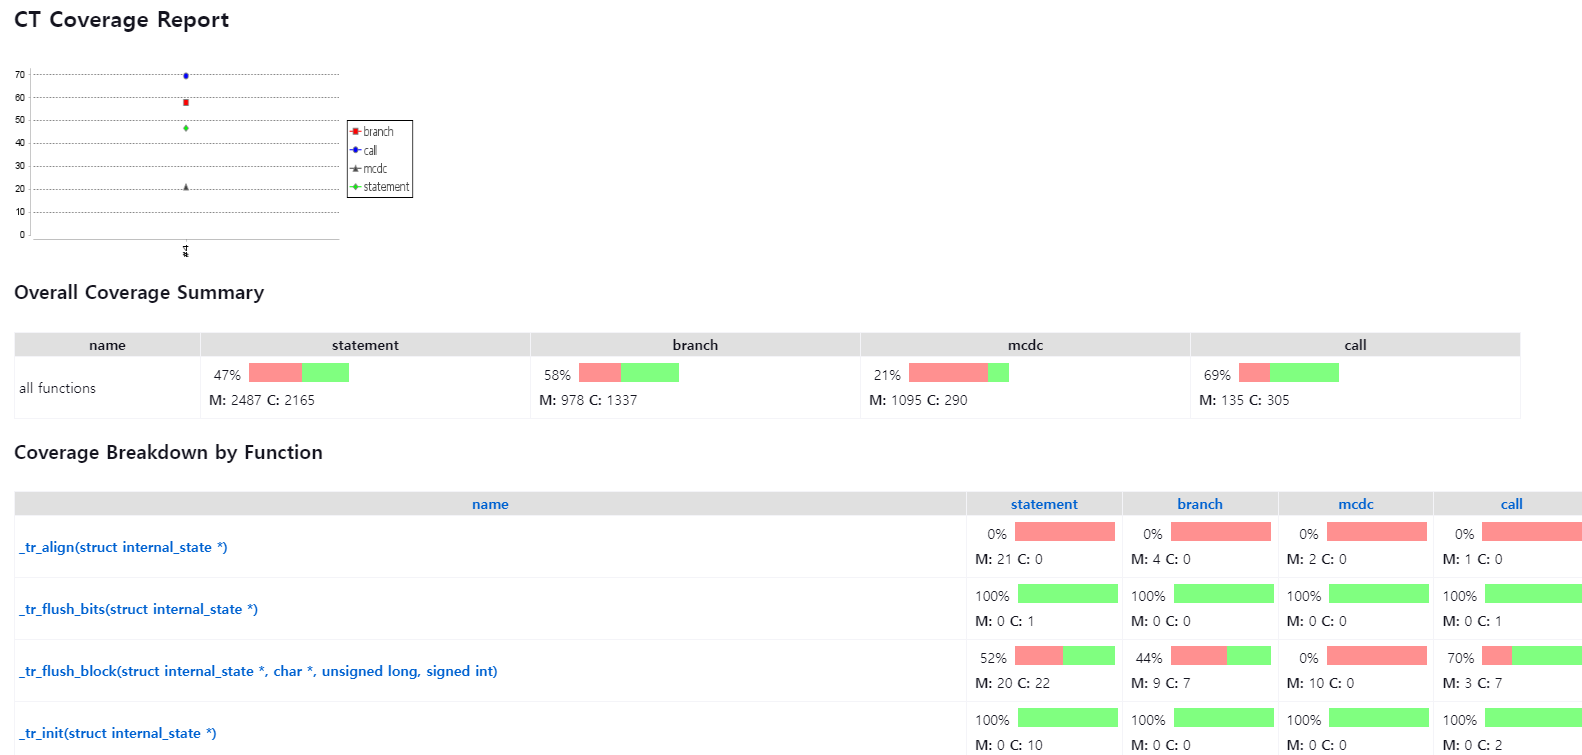 CT Coverage Report
70
60
50
40
30
20
10
0
#4
branch
call
mcdc
statement
Overall Coverage Summary
name statement branch mcdc call
all functions
47% 58% 21% 69%
M: 2487 C: 2165 M: 978 C: 1337 M: 1095 C: 290 M: 135 C: 305
Coverage Breakdown by Function
name statement branch mcdc call
_tr_align(struct internal_state *)
0% 0% 0% 0%
M: 21 C: 0 M: 4 C: 0 M: 2 C: 0 M: 1 C: 0
_tr_flush_bits(struct internal_state *)
100% 100% 100% 100%
M: 0 C: 1 M: 0 C: 0 M: 0 C: 0 M: 0 C: 1
_tr_flush_block(struct internal_state *, char *, unsigned long, signed int)
52% 44% 0% 70%
M: 20 C: 22 M: 9 C: 7 M: 10 C: 0 M: 3 C: 7
_tr_init(struct internal_state *)
100% 100% 100% 100%
M: 0 C: 10 M: 0 C: 0 M: 0 C: 0 M: 0 C: 2